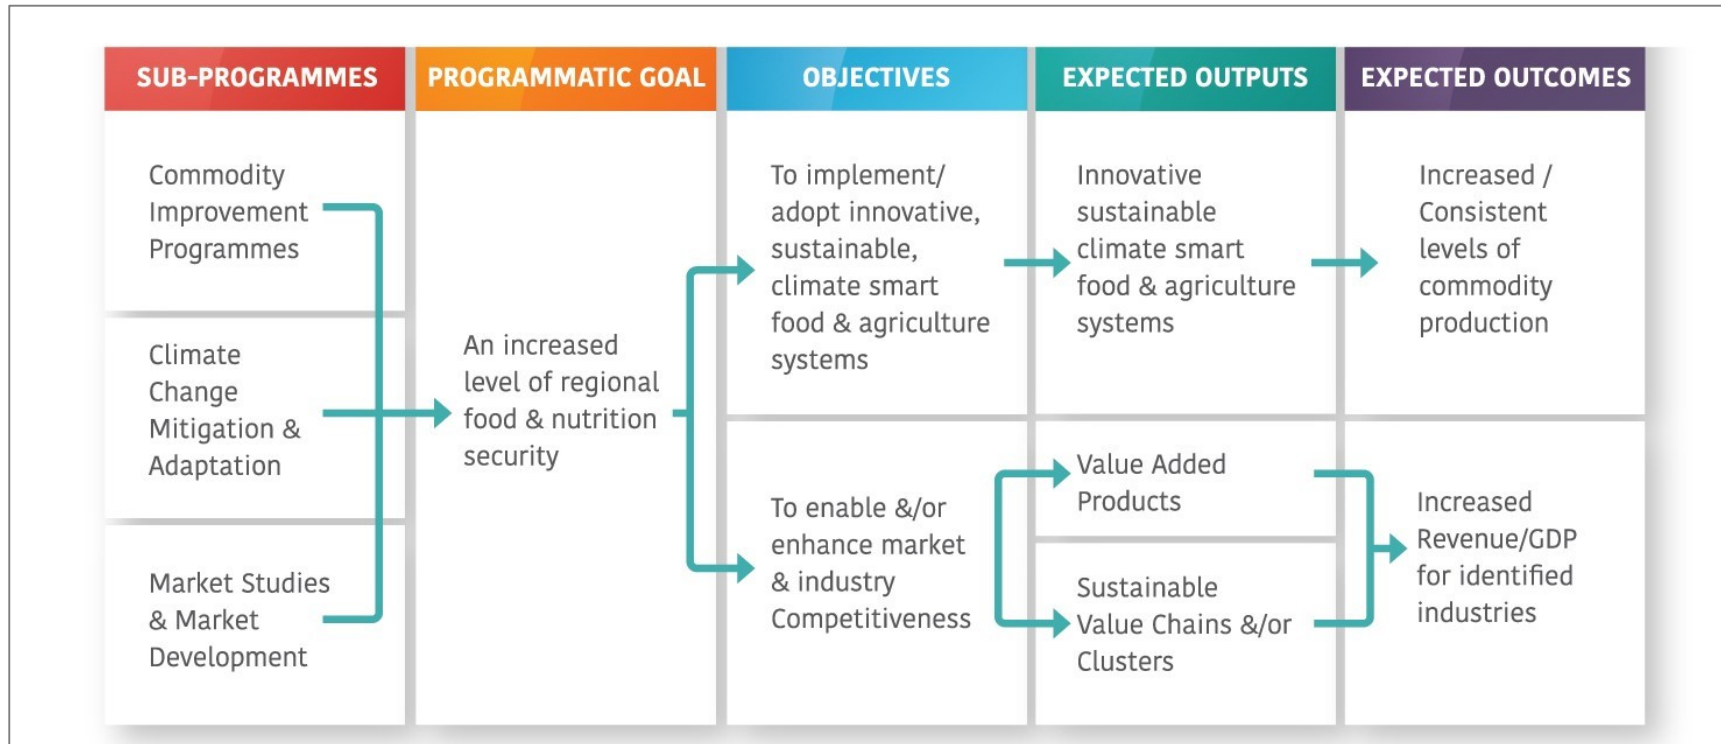 SUB-PROGRAMMES
PROGRAMMATIC GOAL
OBJECTIVES
EXPECTED OUTPUTS
EXPECTED OUTCOMES
Commodity
Improvement
Programmes
Climate
Change
Mitigation &
Adaptation
Market Studies
& Market
Development
An increased
level of regional
food & nutrition
security
To implement/
adopt innovative,
sustainable,
climate smart
food & agriculture
systems
To enable &/or
enhance market
& industry
Competitiveness
Innovative
sustainable
climate smart
food & agriculture
systems
Value Added
Products
Sustainable
Value Chains &/or
Clusters
Increased /
Consistent
levels of
commodity
production
Increased
Revenue/GDP
for identified
industries